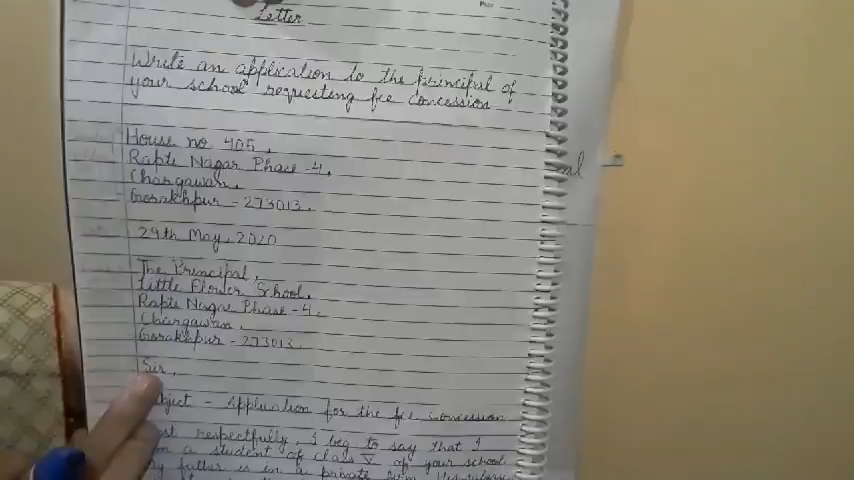 Letter
Write an application to the Principal of
your school requesting fee concession
House no 405,
Rapti Nagar Phase -4,
Chargawan,
Gorakhpur - 273013.
29th May, 2020
The Principal,
Little Flower School,
Rapti Nagar Phase -4,
Chargawan,
Gorakhpur - 273013.
Sir,
Subject - Application for the fee concession
respectfully, I beg to say that I
a student of class V of your school.
father is in a private firm. His salary